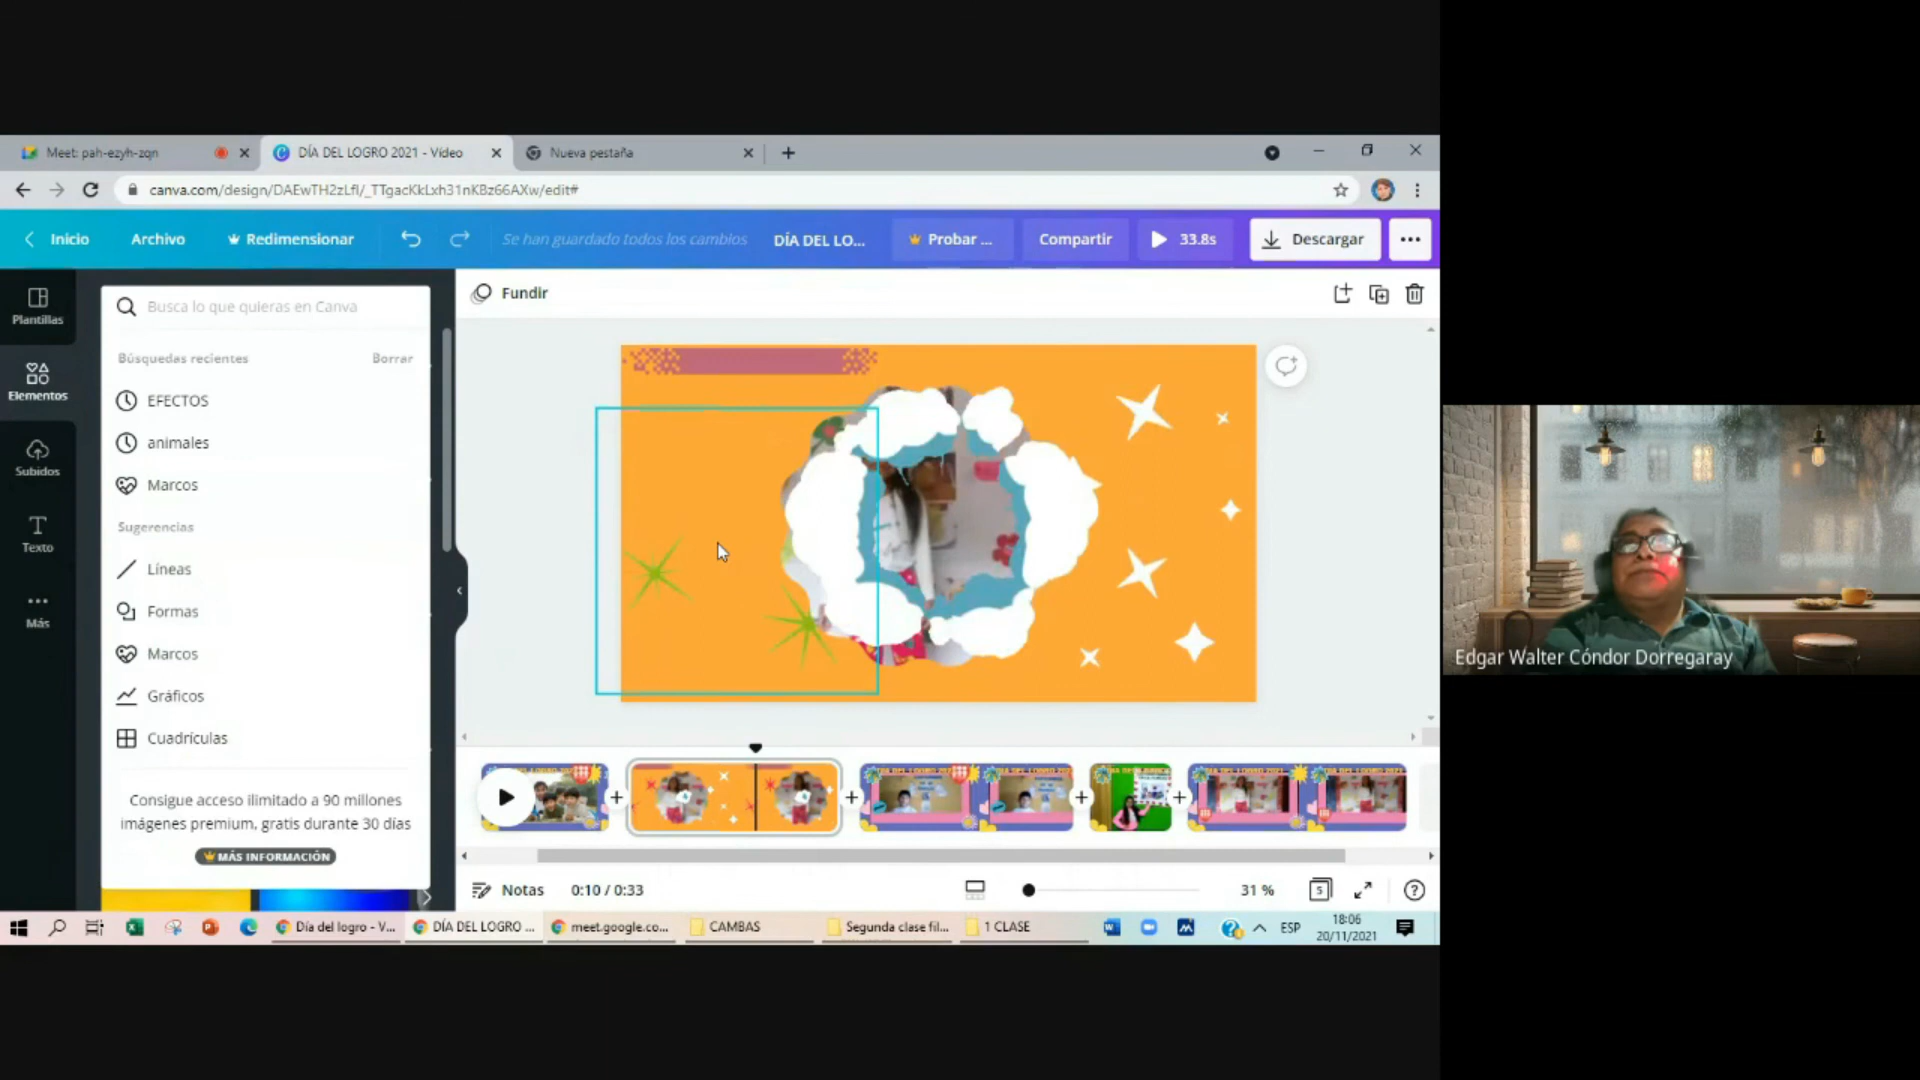 Meet: pah-ezyh-zqn
DÍA DEL LOGRO 2021 - Vídeo
Nueva pestaña
canva.com/design/DAEwTH2zLfI/_TTgacKkLxh31nKBz66AXw/edit#
Inicio
Archivo
Redimensionar
Se han guardado todos los cambios
DÍA DEL LO...
Probar ...
Compartir
33.8s
Descargar
Plantillas
Elementos
Subidos
Texto
Más
Busca lo que quieras en Canva
Búsquedas recientes
Borrar
EFECTOS
animales
Marcos
Sugerencias
Líneas
Formas
Marcos
Gráficos
Cuadrículas
Consigue acceso ilimitado a 90 millones
imágenes premium, gratis durante 30 días
MÁS INFORMACIÓN
Fundir
Edgar Walter Cóndor Dorregaray
Notas
0:10 / 0:33
31 %
5
Día del logro - V...
DÍA DEL LOGRO ...
meet.google.co...
CAMBAS
Segunda clase fil...
1 CLASE
ESP
18:06
20/11/2021